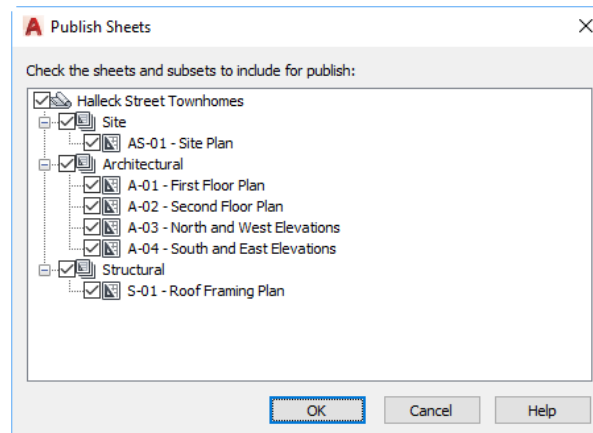 Publish Sheets
Check the sheets and subsets to include for publish:
Halleck Street Townhomes
Site
AS-01 - Site Plan
Architectural
A-01 - First Floor Plan
A-02 - Second Floor Plan
A-03 - North and West Elevations
A-04 - South and East Elevations
Structural
S-01 - Roof Framing Plan
OK Cancel Help